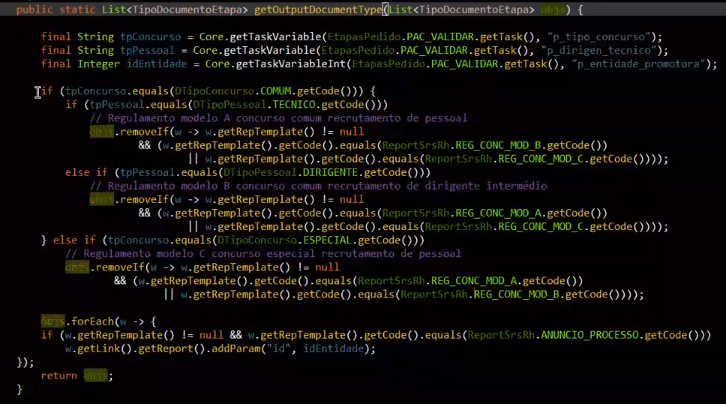 public static List<TipoDocumentoEtapa> getOutputDocumentType(List<TipoDocumentoEtapa> objs) {
final String tpConcurso = Core.getTaskVariable(EtapasPedido.PAC_VALIDAR.getTask(), "p_tipo_concurso");
final String tpPessoal = Core.getTaskVariable(EtapasPedido.PAC_VALIDAR.getTask(), "p_dirigen_tecnico");
final Integer idEntidade = Core.getTaskVariableInt(EtapasPedido.PAC_VALIDAR.getTask(), "p_entidade_promotora");
if (tpConcurso.equals(DTipoConcurso.COMUM.getCode())) {
if (tpPessoal.equals(DTipoPessoal.TECNICO.getCode()))
// Regulamento modelo A concurso comum recrutamento de pessoal
objs.removeIf(w -> w.getRepTemplate() != null
&& (w.getRepTemplate().getCode().equals(ReportSrsRh.REG_CONC_MOD_B.getCode())
|| w.getRepTemplate().getCode().equals(ReportSrsRh.REG_CONC_MOD_C.getCode())));
else if (tpPessoal.equals(DTipoPessoal.DIRIGENTE.getCode()))
// Regulamento modelo B concurso comum recrutamento de dirigente intermédio
objs.removeIf(w -> w.getRepTemplate() != null
&& (w.getRepTemplate().getCode().equals(ReportSrsRh.REG_CONC_MOD_A.getCode())
|| w.getRepTemplate().getCode().equals(ReportSrsRh.REG_CONC_MOD_C.getCode())));
} else if (tpConcurso.equals(DTipoConcurso.ESPECIAL.getCode()))
// Regulamento modelo C concurso especial recrutamento de pessoal
objs.removeIf(w -> w.getRepTemplate() != null
&& (w.getRepTemplate().getCode().equals(ReportSrsRh.REG_CONC_MOD_A.getCode())
|| w.getRepTemplate().getCode().equals(ReportSrsRh.REG_CONC_MOD_B.getCode())));
objs.forEach(w -> {
if (w.getRepTemplate() != null && w.getRepTemplate().getCode().equals(ReportSrsRh.ANUNCIO_PROCESSO.getCode()))
w.getLink().getReport().addParam("id", idEntidade);
});
return objs;
}